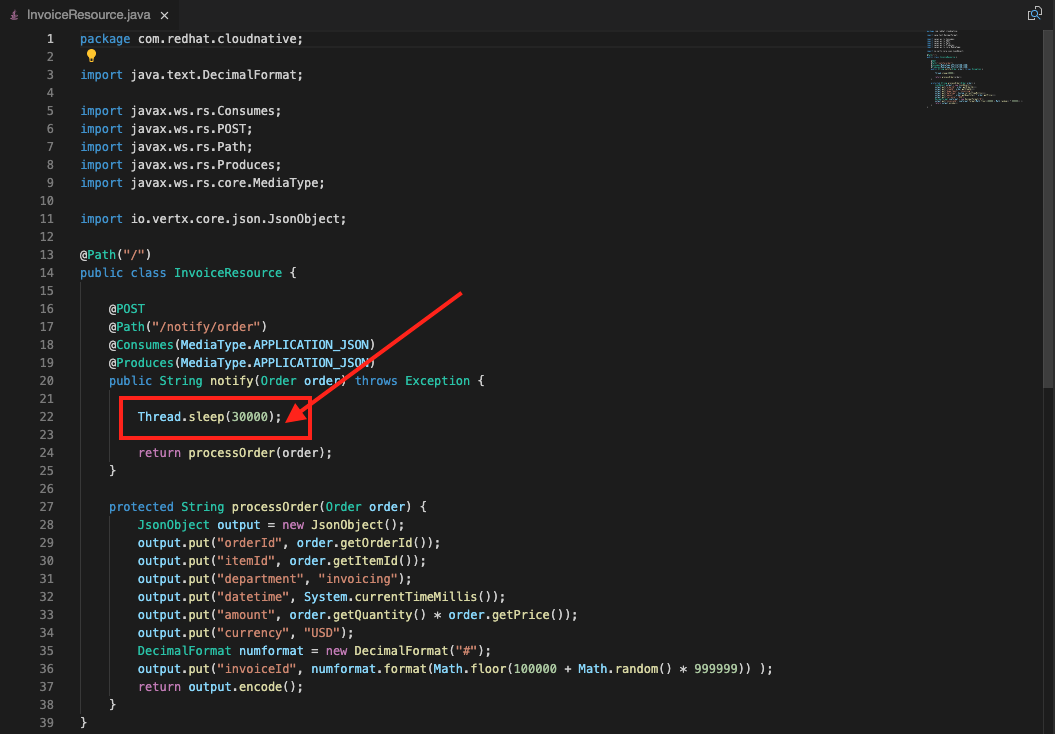 InvoiceResource.java
1 package com.redhat.cloudnative;
2
3 import java.text.DecimalFormat;
4
5 import javax.ws.rs.Consumes;
6 import javax.ws.rs.POST;
7 import javax.ws.rs.Path;
8 import javax.ws.rs.Produces;
9 import javax.ws.rs.core.MediaType;
10
11 import io.vertx.core.json.JsonObject;
12
13 @Path("/")
14 public class InvoiceResource {
15
16     @POST
17     @Path("/notify/order")
18     @Consumes(MediaType.APPLICATION_JSON)
19     @Produces(MediaType.APPLICATION_JSON)
20     public String notify(Order order) throws Exception {
21
22         Thread.sleep(30000);
23
24         return processOrder(order);
25     }
26
27     protected String processOrder(Order order) {
28         JsonObject output = new JsonObject();
29         output.put("orderId", order.getOrderId());
30         output.put("itemId", order.getItemId());
31         output.put("department", "invoicing");
32         output.put("datetime", System.currentTimeMillis());
33         output.put("amount", order.getQuantity() * order.getPrice());
34         output.put("currency", "USD");
35         DecimalFormat numformat = new DecimalFormat("#");
36         output.put("invoiceId", numformat.format(Math.floor(100000 + Math.random() * 999999)) );
37         return output.encode();
38     }
39 }